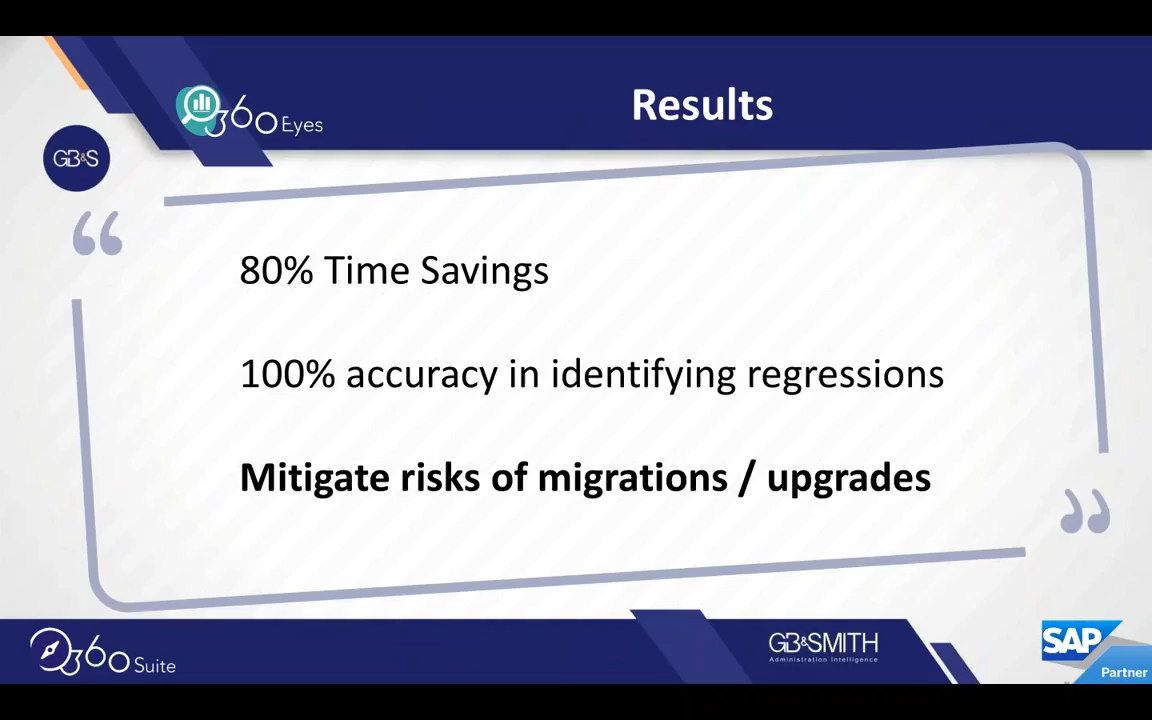 360 Eyes
Results
GB&S
“
80% Time Savings
100% accuracy in identifying regressions
Mitigate risks of migrations / upgrades
”
360 Suite
GB&SMITH
Administration Intelligence
SAP
Partner